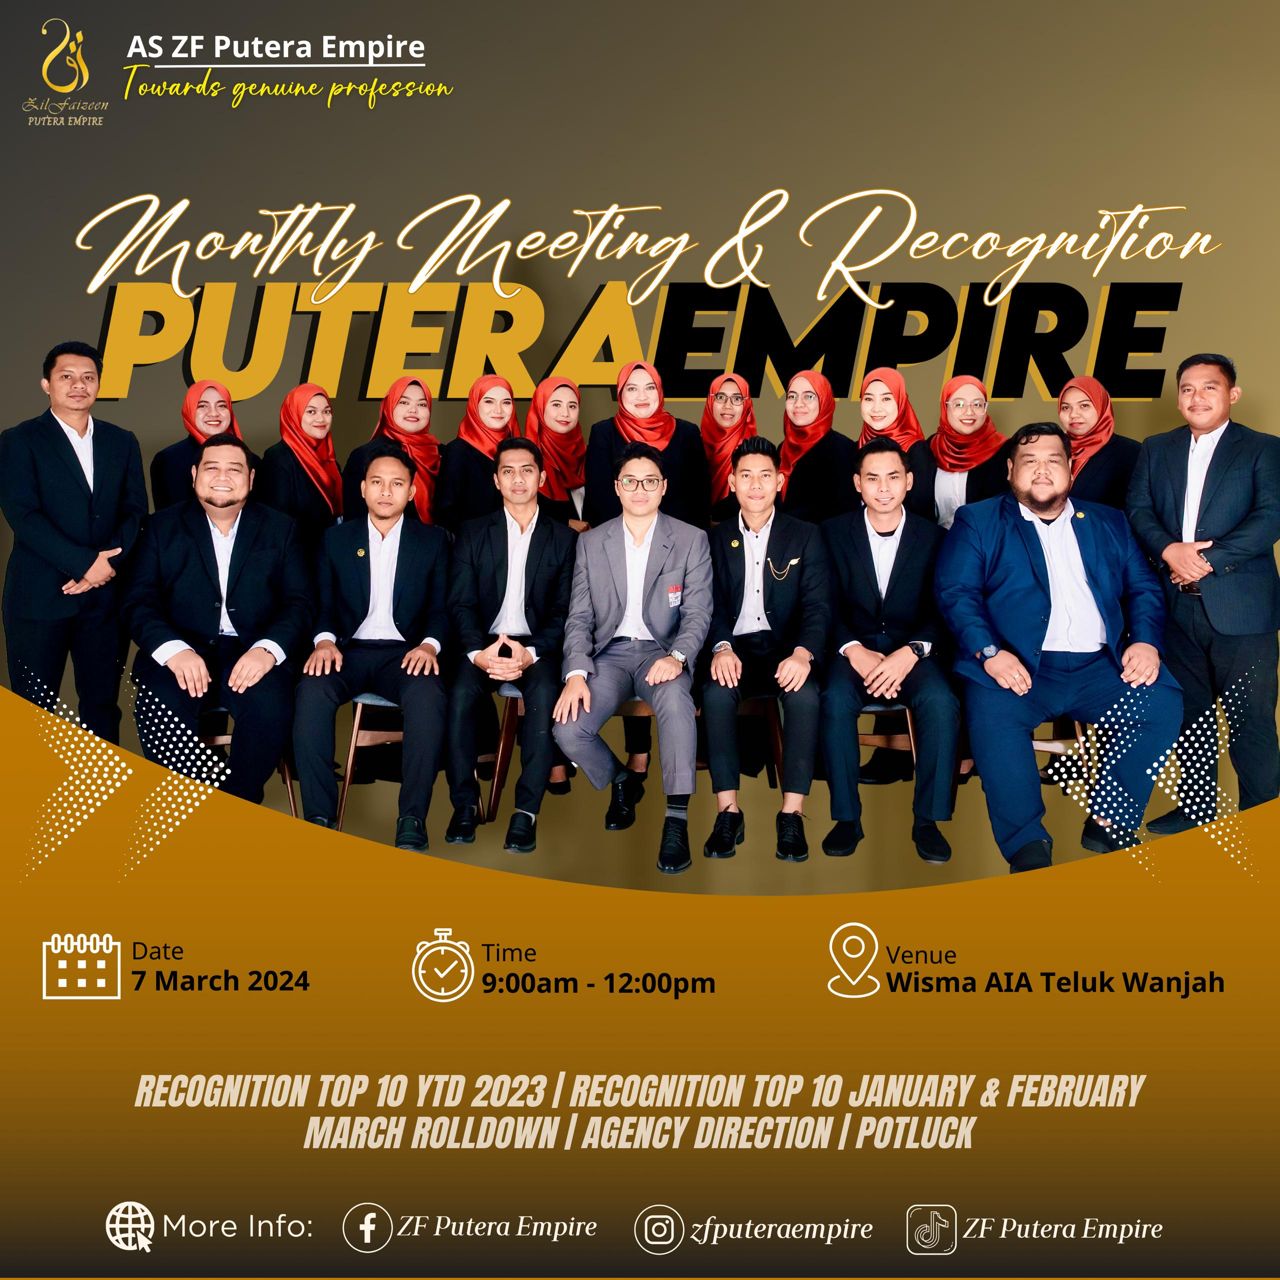 AS ZF Putera Empire
Towards genuine profession
Zil Faizeen
PUTERA EMPIRE
Monthly Meeting & Recognition
PUTERAEMPIRE
Date
7 March 2024
Time
9:00am - 12:00pm
Venue
Wisma AIA Teluk Wanjah
RECOGNITION TOP 10 YTD 2023 | RECOGNITION TOP 10 JANUARY & FEBRUARY
MARCH ROLLDOWN | AGENCY DIRECTION | POTLUCK
More Info:
ZF Putera Empire
zfputeraempire
ZF Putera Empire